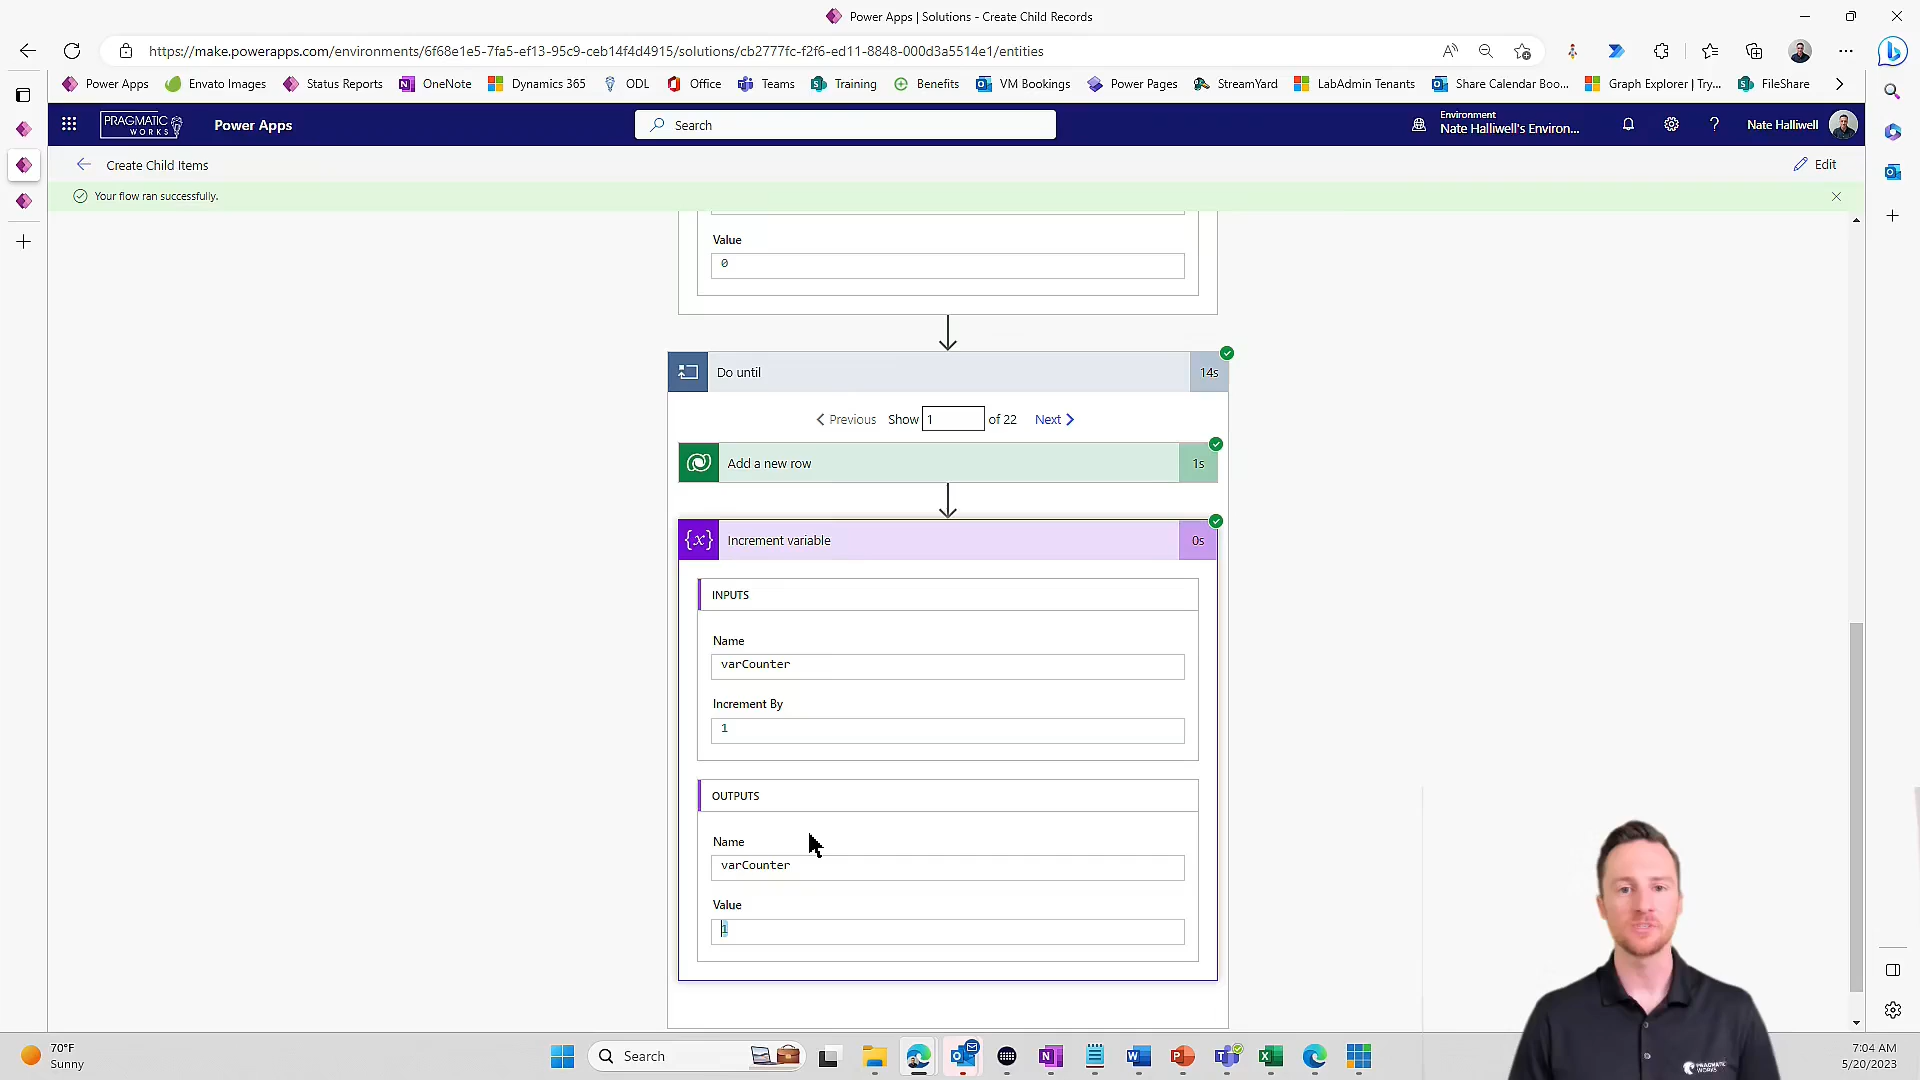 Power Apps | Solutions - Create Child Records
https://make.powerapps.com/environments/6f68e1e5-7fa5-ef13-95c9-ceb14f4d4915/solutions/cb2777fc-f2f6-ed11-8848-000d3a5514e1/entities
Power Apps
Envato Images
Status Reports
OneNote
Dynamics 365
ODL
Office
Teams
Training
Benefits
VM Bookings
Power Pages
StreamYard
LabAdmin Tenants
Share Calendar Boo...
Graph Explorer | Try...
FileShare
PRAGMATIC
WORKS
Power Apps
Search
Environment
Nate Halliwell's Environ...
Nate Halliwell
Create Child Items
Edit
Your flow ran successfully.
Value
0
Do until
14s
Previous
Show
1
of 22
Next
Add a new row
1s
{x}
Increment variable
0s
INPUTS
Name
varCounter
Increment By
1
OUTPUTS
Name
varCounter
Value
1
PRAGMATIC
WORKS
70°F
Sunny
Search
7:04 AM
5/20/2023